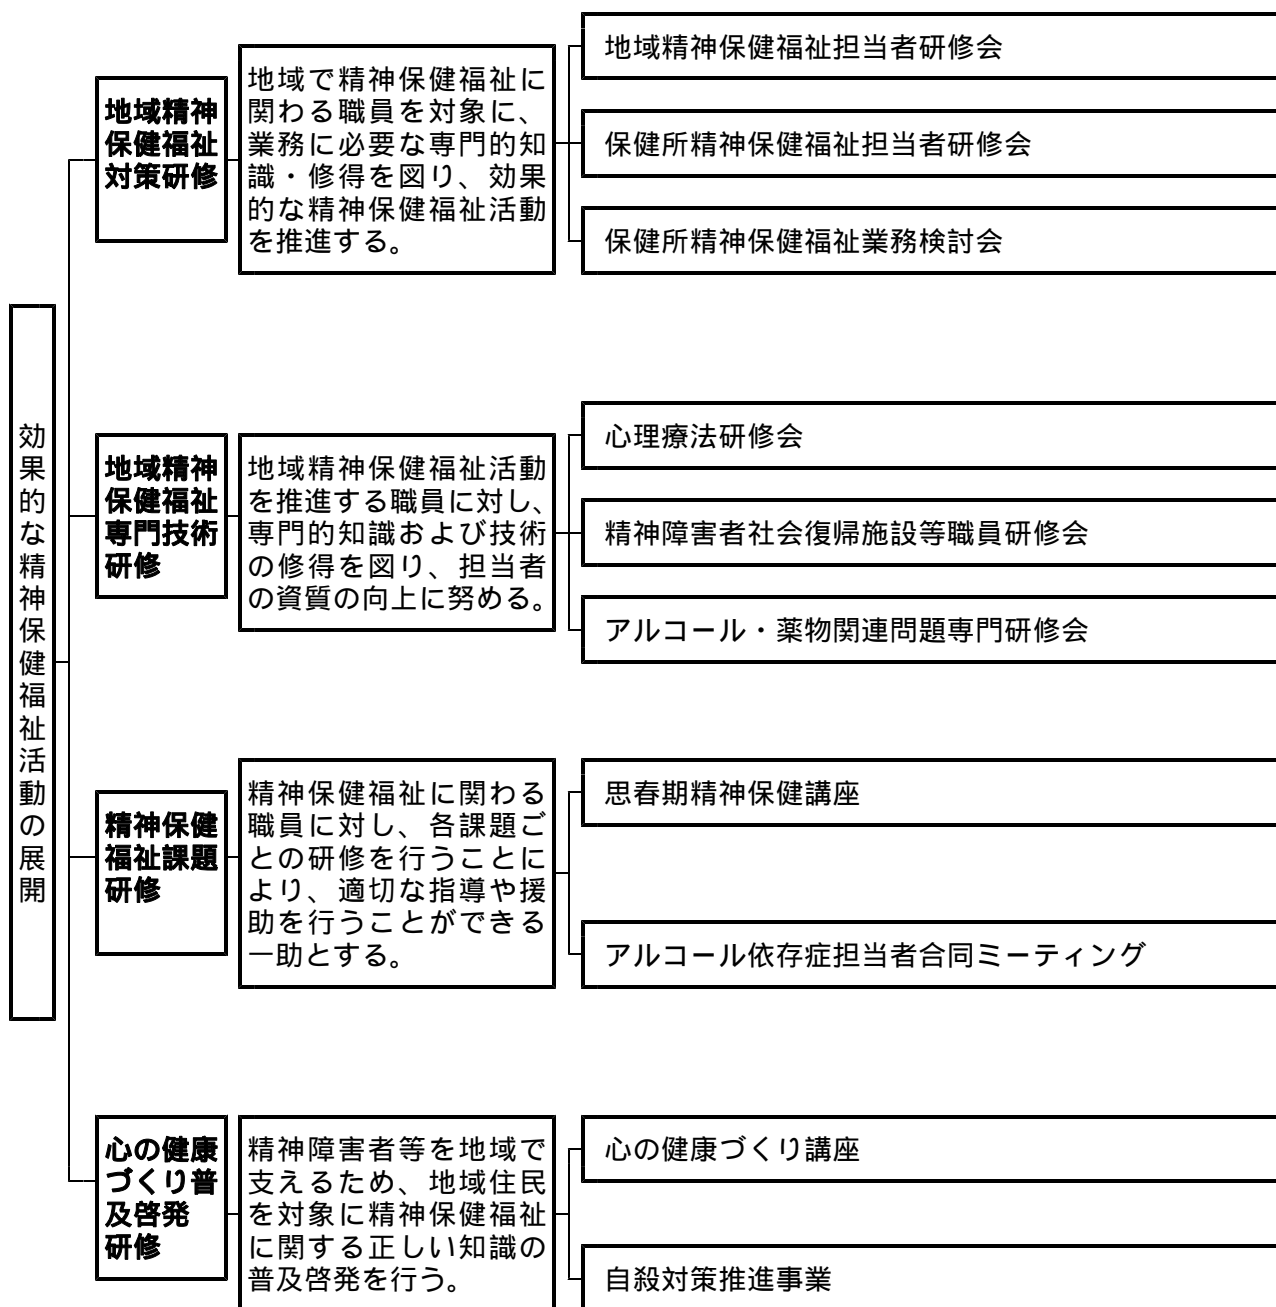 効果的な精神保健福祉活動の展開
地域精神
保健福祉
対策研修
地域で精神保健福祉に
関わる職員を対象に、
業務に必要な専門的知
識・修得を図り、効果
的な精神保健福祉活動
を推進する。
地域精神保健福祉担当者研修会
保健所精神保健福祉担当者研修会
保健所精神保健福祉業務検討会
地域精神
保健福祉
専門技術
研修
地域精神保健福祉活動
を推進する職員に対し、
専門的知識および技術
の修得を図り、担当者
の資質の向上に努める。
心理療法研修会
精神障害者社会復帰施設等職員研修会
アルコール・薬物関連問題専門研修会
精神保健
福祉課題
研修
精神保健福祉に関わる
職員に対し、各課題ご
との研修を行うことに
より、適切な指導や援
助を行うことができる
一助とする。
思春期精神保健講座
アルコール依存症担当者合同ミーティング
心の健康
づくり普
及啓発
研修
精神障害者等を地域で
支えるため、地域住民
を対象に精神保健福祉
に関する正しい知識の
普及啓発を行う。
心の健康づくり講座
自殺対策推進事業